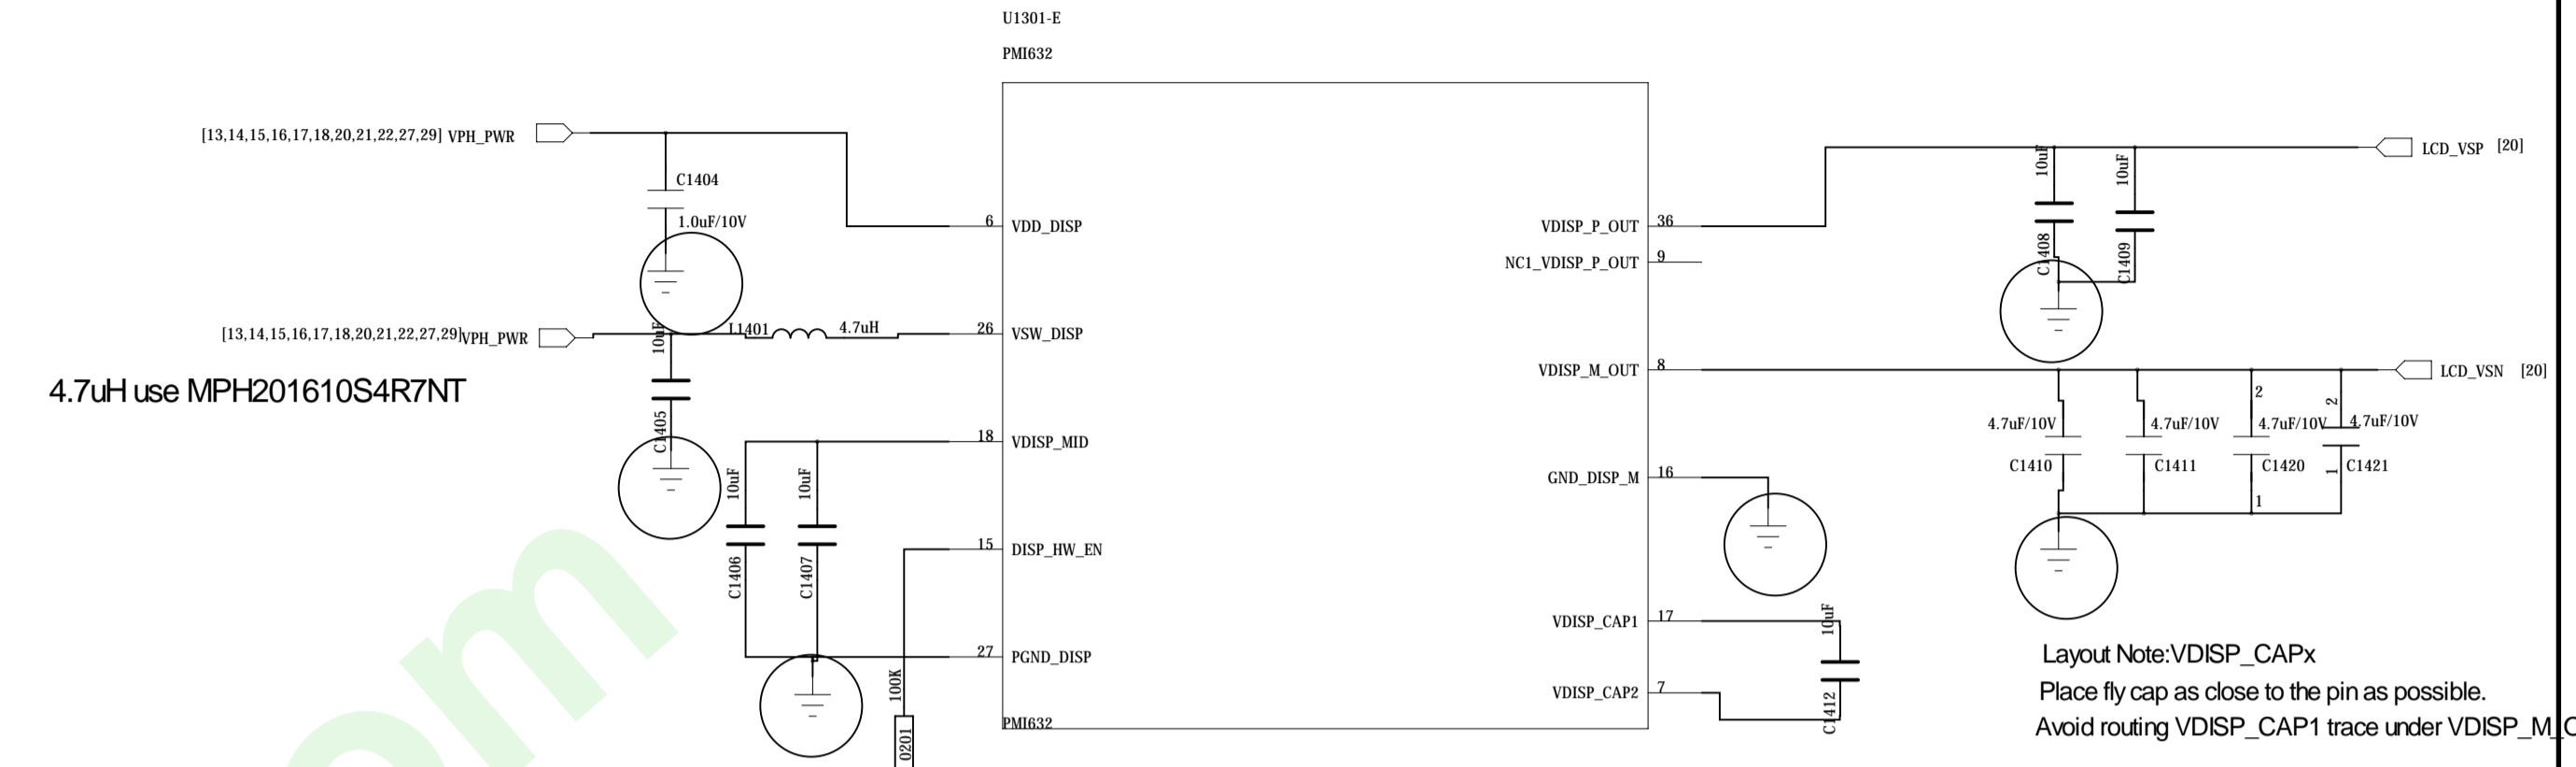 U1301-E
PMI632
[13,14,15,16,17,18,20,21,22,27,29] VPH_PWR
C1404
1.0uF/10V
6 VDD_DISP
[13,14,15,16,17,18,20,21,22,27,29] VPH_PWR
10uF
L1401
4.7uH
26 VSW_DISP
4.7uH use MPH201610S4R7NT
C1405
18 VDISP_MID
10uF
10uF
C1406
C1407
15 DISP_HW_EN
27 PGND_DISP
100K
0201
PMI632
VDISP_P_OUT 36
NC1_VDISP_P_OUT 9
VDISP_M_OUT 8
GND_DISP_M 16
VDISP_CAP1 17
VDISP_CAP2 7
10uF
C1412
10uF
10uF
C1408
C1409
LCD_VSP [20]
LCD_VSN [20]
2
2
4.7uF/10V
4.7uF/10V
4.7uF/10V
4.7uF/10V
C1410
C1411
C1420
1
C1421
1
Layout Note:VDISP_CAPx
Place fly cap as close to the pin as possible.
Avoid routing VDISP_CAP1 trace under VDISP_M_
om